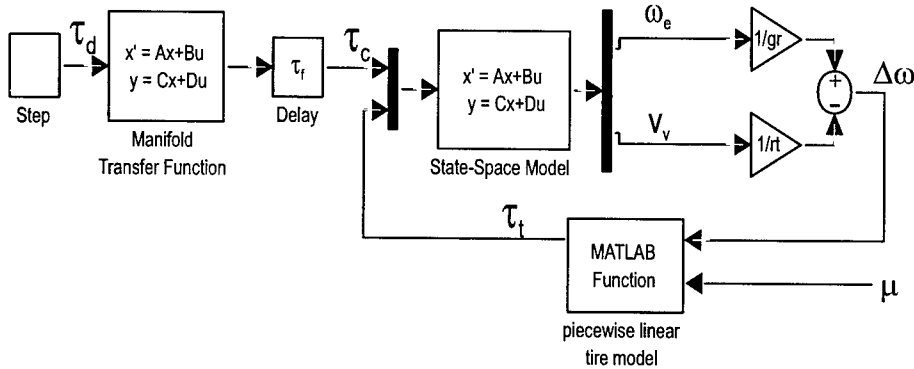 τd
x' = Ax+Bu
y = Cx+Du
τf
τc
x' = Ax+Bu
y = Cx+Du
ωe
1/gr
+
−
Δω
Vv
1/rt
Step
Manifold
Transfer Function
Delay
State-Space Model
τt
MATLAB
Function
μ
piecewise linear
tire model